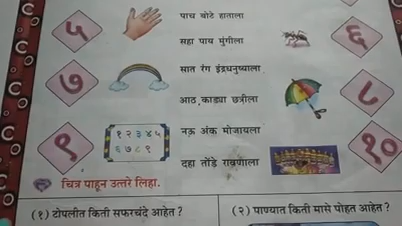 ५
पाच बोटे हाताला
सहा पाय मुंगीला
६
७
सात रंग इंद्रधनुष्याला
आठ काड्या छत्रीला
८
९
१ २ ३ ४ ५
६ ७ ८ ९
नऊ अंक मोजायला
दहा तोंडे रावणाला
१०
चित्र पाहून उत्तरे लिहा.
(१) टोपलीत किती सफरचंदे आहेत ?
(२) पाण्यात किती मासे पोहत आहेत ?